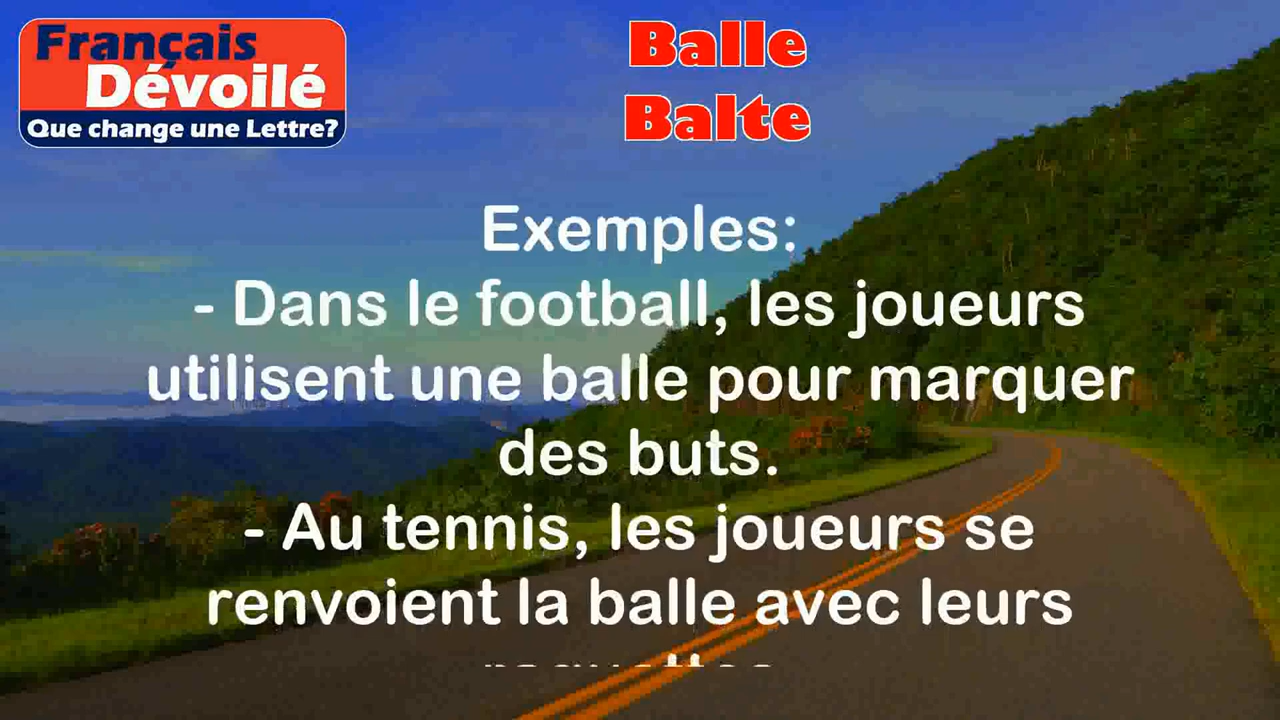 Français
Dévoilé
Que change une Lettre?
Balle
Balte
Exemples:
- Dans le football, les joueurs
utilisent une balle pour marquer
des buts.
- Au tennis, les joueurs se
renvoient la balle avec leurs